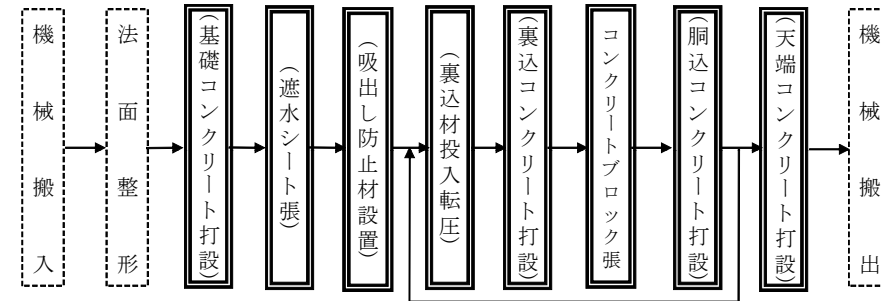 機械搬入
法面整形
（基礎コンクリート打設）
（遮水シート張）
（吸出し防止材設置）
（裏込材投入転圧）
（裏込コンクリート打設）
コンクリートブロック張
（胴込コンクリート打設）
（天端コンクリート打設）
機械搬出